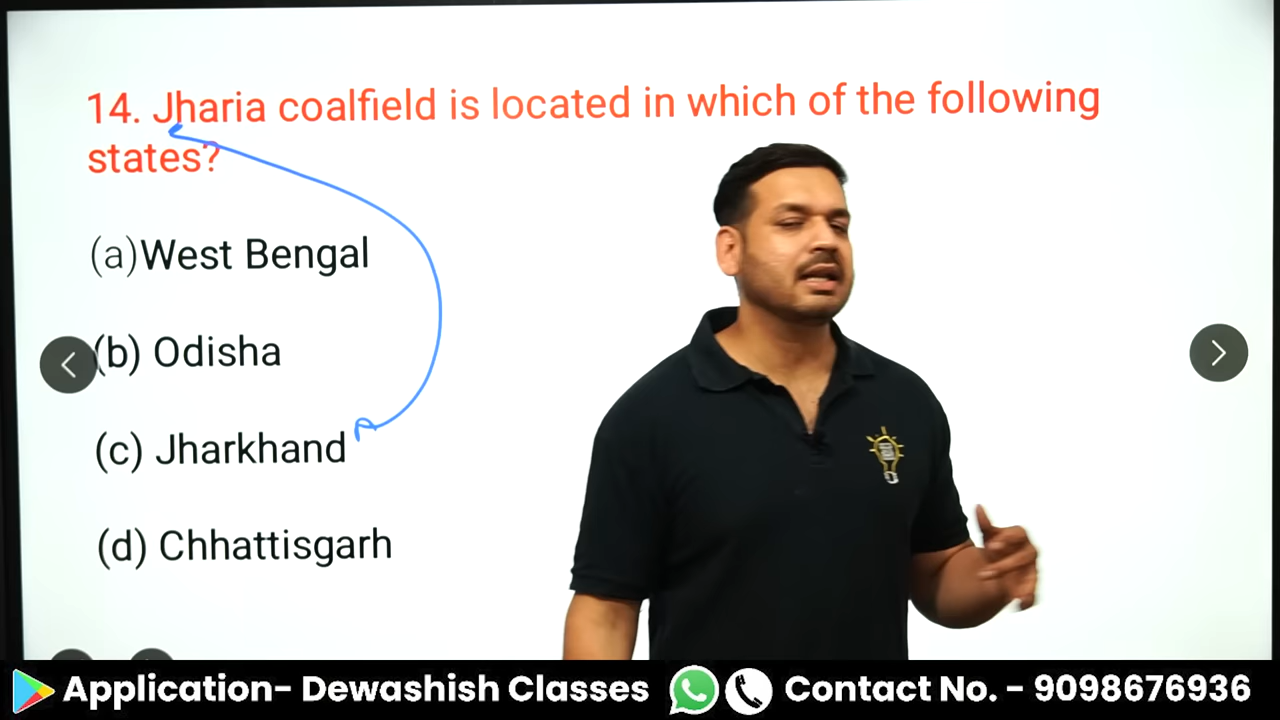 14. Jharia coalfield is located in which of the following
states?
(a)West Bengal
(b) Odisha
(c) Jharkhand
(d) Chhattisgarh
Application- Dewashish Classes
Contact No. - 9098676936